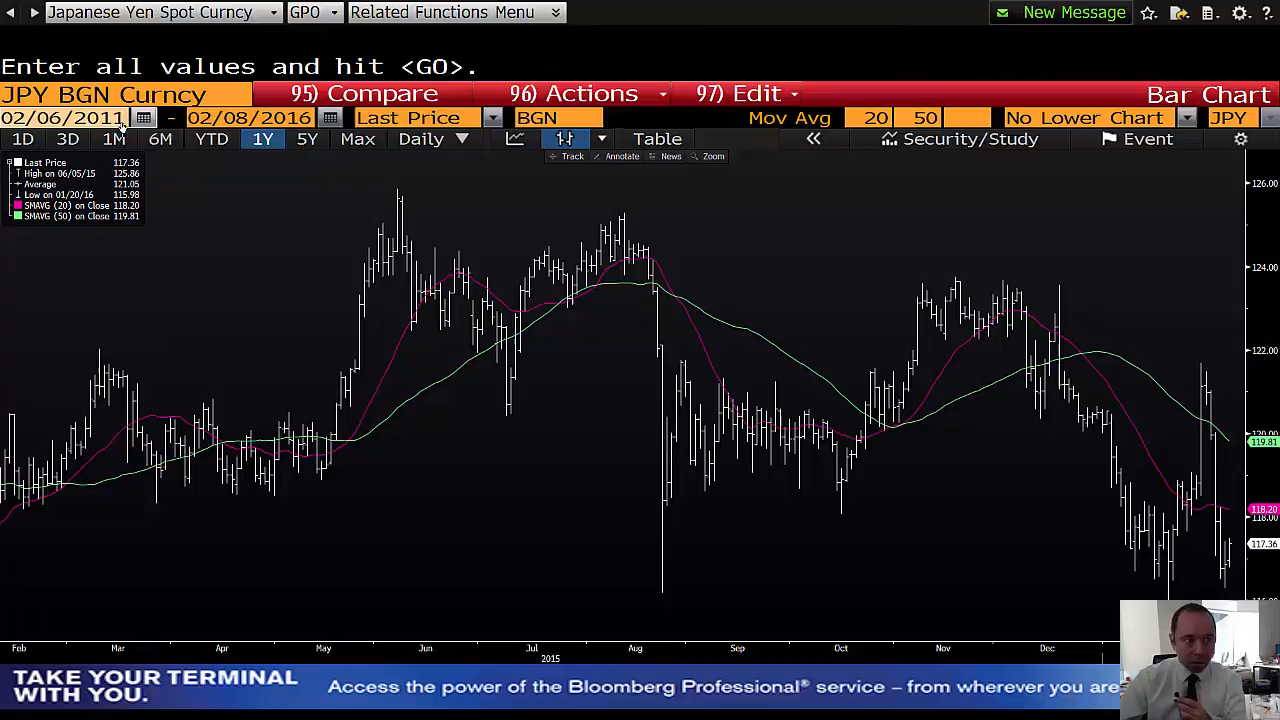 Japanese Yen Spot Curncy GPO Related Functions Menu New Message
Enter all values and hit <GO>.
JPY BGN Curncy 95) Compare 96) Actions 97) Edit Bar Chart
02/06/2011 - 02/08/2016 Last Price BGN Mov Avg 20 50 No Lower Chart JPY
1D 3D 1M 6M YTD 1Y 5Y Max Daily Table Security/Study Event
Track Annotate News Zoom
Last Price 117.36
High on 06/05/15 125.86
Average 121.05
Low on 01/20/16 115.98
SMAVG (20) on Close 118.20
SMAVG (50) on Close 119.81
126.00
124.00
122.00
119.81
118.20
118.00
117.36
Feb Mar Apr May Jun Jul Aug Sep Oct Nov Dec
2015
TAKE YOUR TERMINAL
WITH YOU.
Access the power of the Bloomberg Professional® service – from wherever you are